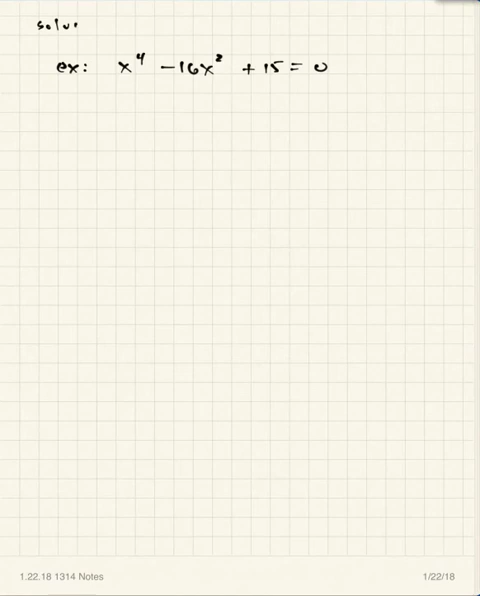 solve
ex: x⁴ - 16x² + 15 = 0
1.22.18 1314 Notes
1/22/18